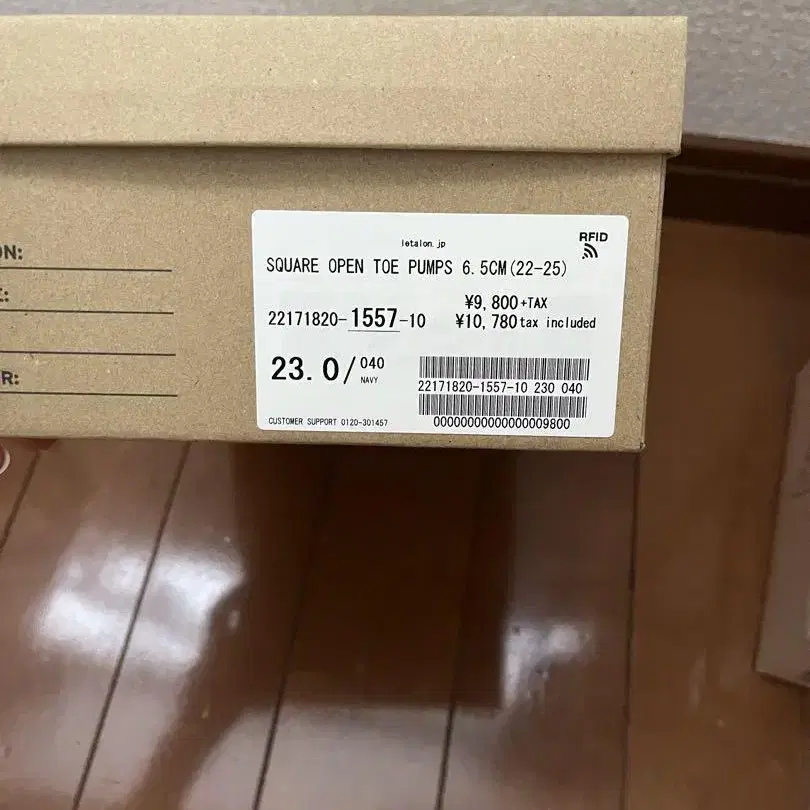 ON:
E:
R:
letalon.jp
RFID
SQUARE OPEN TOE PUMPS 6.5CM(22-25)
¥9,800+TAX
22171820-1557-10
¥10,780tax included
23.0/040
NAVY
22171820-1557-10 230 040
CUSTOMER SUPPORT 0120-301457
00000000000000009800